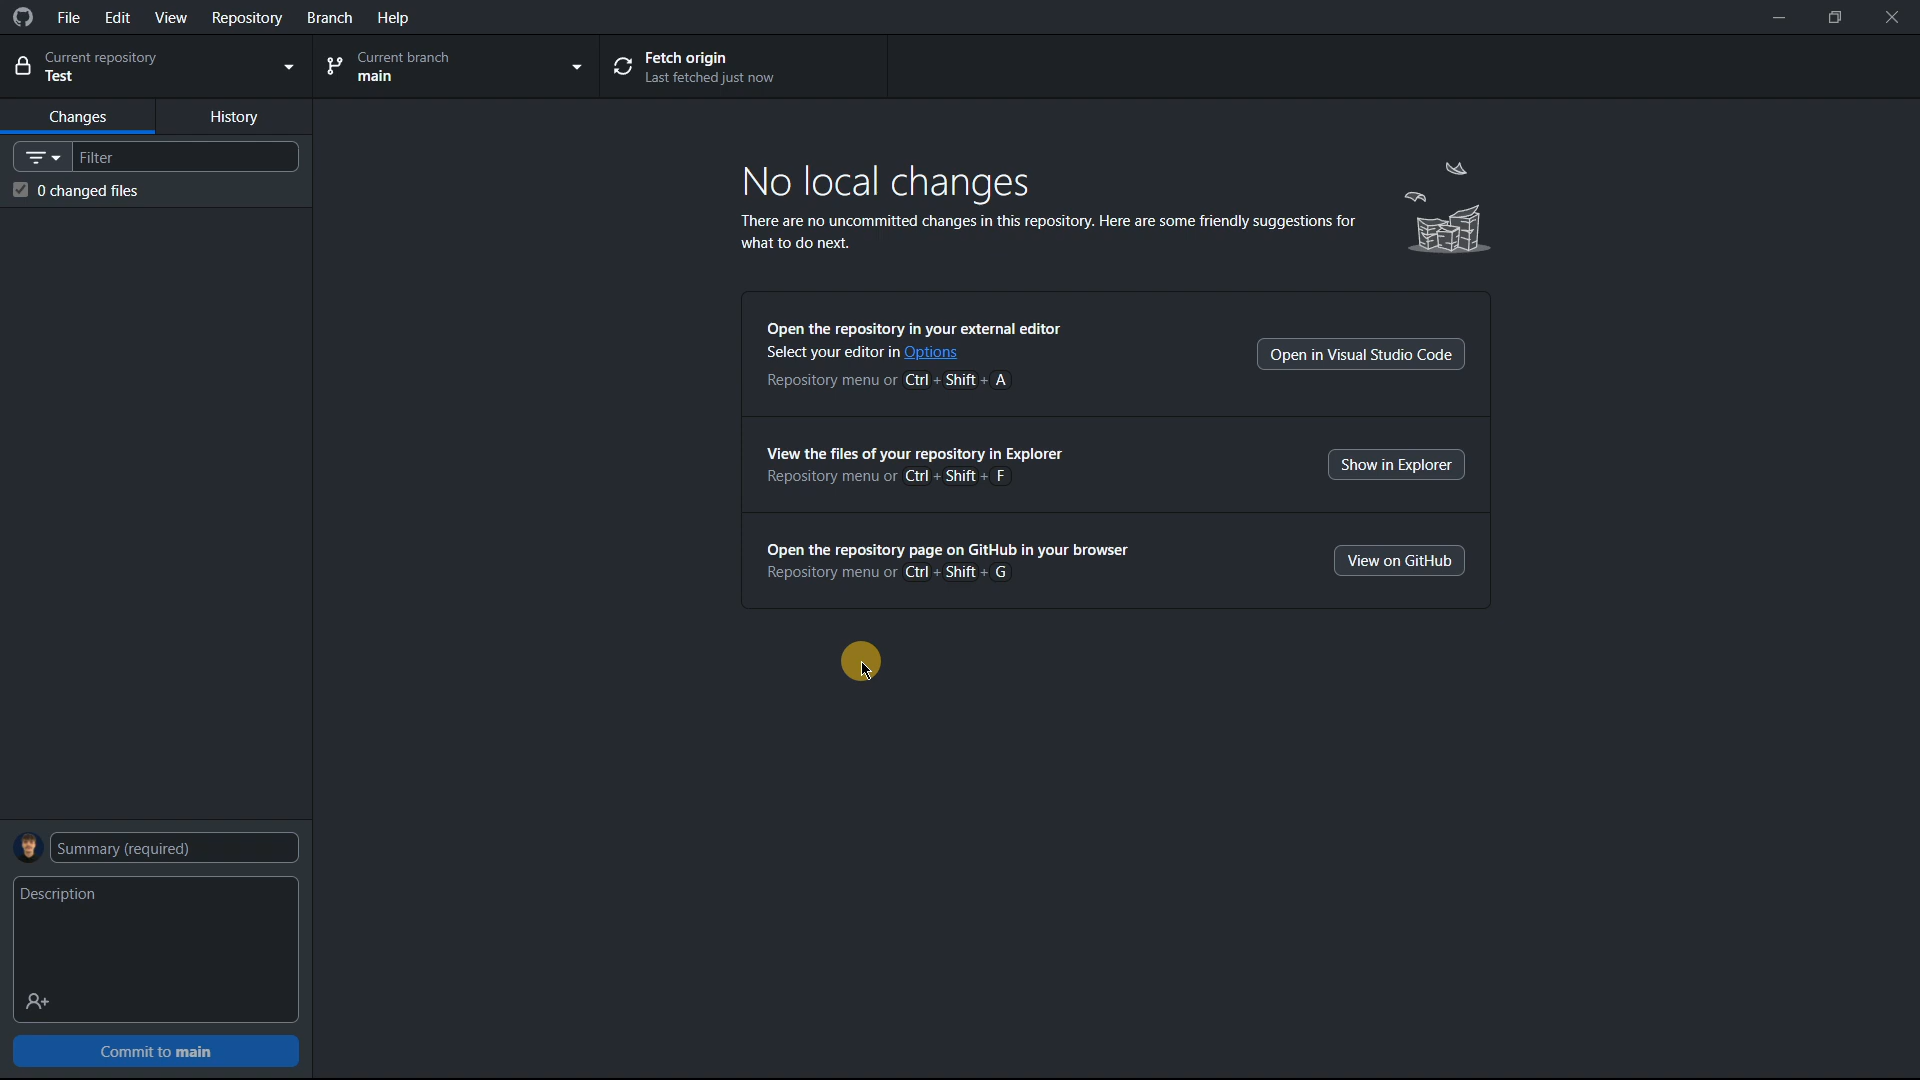 File Edit View Repository Branch Help
Current repository
Test
Current branch
main
Fetch origin
Last fetched just now
Changes History
Filter
0 changed files
No local changes
There are no uncommitted changes in this repository. Here are some friendly suggestions for
what to do next.
Open the repository in your external editor
Select your editor in Options
Repository menu or Ctrl + Shift + A
Open in Visual Studio Code
View the files of your repository in Explorer
Repository menu or Ctrl + Shift + F
Show in Explorer
Open the repository page on GitHub in your browser
Repository menu or Ctrl + Shift + G
View on GitHub
Summary (required)
Description
Commit to main